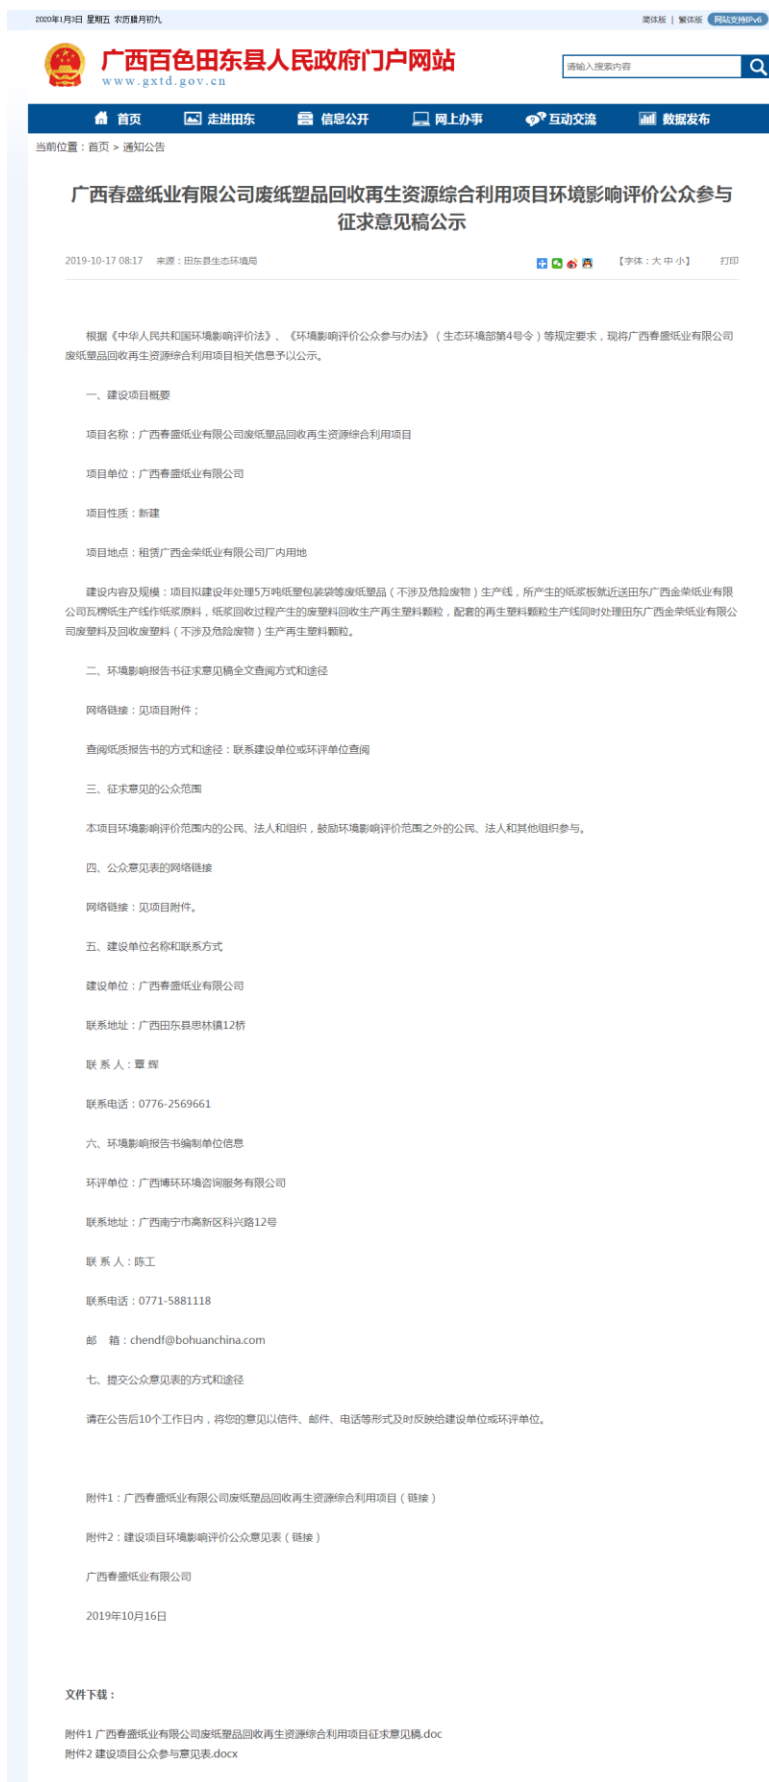 2020年1月3日 星期五 农历腊月初九
简体版 | 繁体版 网站支持IPv6
广西百色田东县人民政府门户网站
www.gxtd.gov.cn
请输入搜索内容
首页 走进田东 信息公开 网上办事 互动交流 数据发布
当前位置：首页 > 通知公告
广西春盛纸业有限公司废纸塑品回收再生资源综合利用项目环境影响评价公众参与
征求意见稿公示
2019-10-17 08:17 来源：田东县生态环境局
【字体：大 中 小】 打印
根据《中华人民共和国环境影响评价法》、《环境影响评价公众参与办法》（生态环境部第4号令）等规定要求，现将广西春盛纸业有限公司
废纸塑品回收再生资源综合利用项目相关信息予以公示。
一、建设项目概要
项目名称：广西春盛纸业有限公司废纸塑品回收再生资源综合利用项目
项目单位：广西春盛纸业有限公司
项目性质：新建
项目地点：租赁广西金荣纸业有限公司厂内用地
建设内容及规模：项目拟建设年处理5万吨纸塑包装袋等废纸塑品（不涉及危险废物）生产线，所产生的纸浆板就近送田东广西金荣纸业有限
公司瓦楞纸生产线作纸浆原料，纸浆回收过程产生的废塑料回收生产再生塑料颗粒，配套的再生塑料颗粒生产线同时处理田东广西金荣纸业有限公
司废塑料及回收废塑料（不涉及危险废物）生产再生塑料颗粒。
二、环境影响报告书征求意见稿全文查阅方式和途径
网络链接：见项目附件；
查阅纸质报告书的方式和途径：联系建设单位或环评单位查阅
三、征求意见的公众范围
本项目环境影响评价范围内的公民、法人和组织，鼓励环境影响评价范围之外的公民、法人和其他组织参与。
四、公众意见表的网络链接
网络链接：见项目附件。
五、建设单位名称和联系方式
建设单位：广西春盛纸业有限公司
联系地址：广西田东县思林镇12桥
联 系 人：覃 辉
联系电话：0776-2569661
六、环境影响报告书编制单位信息
环评单位：广西博环环境咨询服务有限公司
联系地址：广西南宁市高新区科兴路12号
联 系 人：陈工
联系电话：0771-5881118
邮 箱：chendf@bohuanchina.com
七、提交公众意见表的方式和途径
请在公告后10个工作日内，将您的意见以信件、邮件、电话等形式及时反映给建设单位或环评单位。
附件1：广西春盛纸业有限公司废纸塑品回收再生资源综合利用项目（链接）
附件2：建设项目环境影响评价公众意见表（链接）
广西春盛纸业有限公司
2019年10月16日
文件下载：
附件1 广西春盛纸业有限公司废纸塑品回收再生资源综合利用项目征求意见稿.doc
附件2 建设项目公众参与意见表.docx